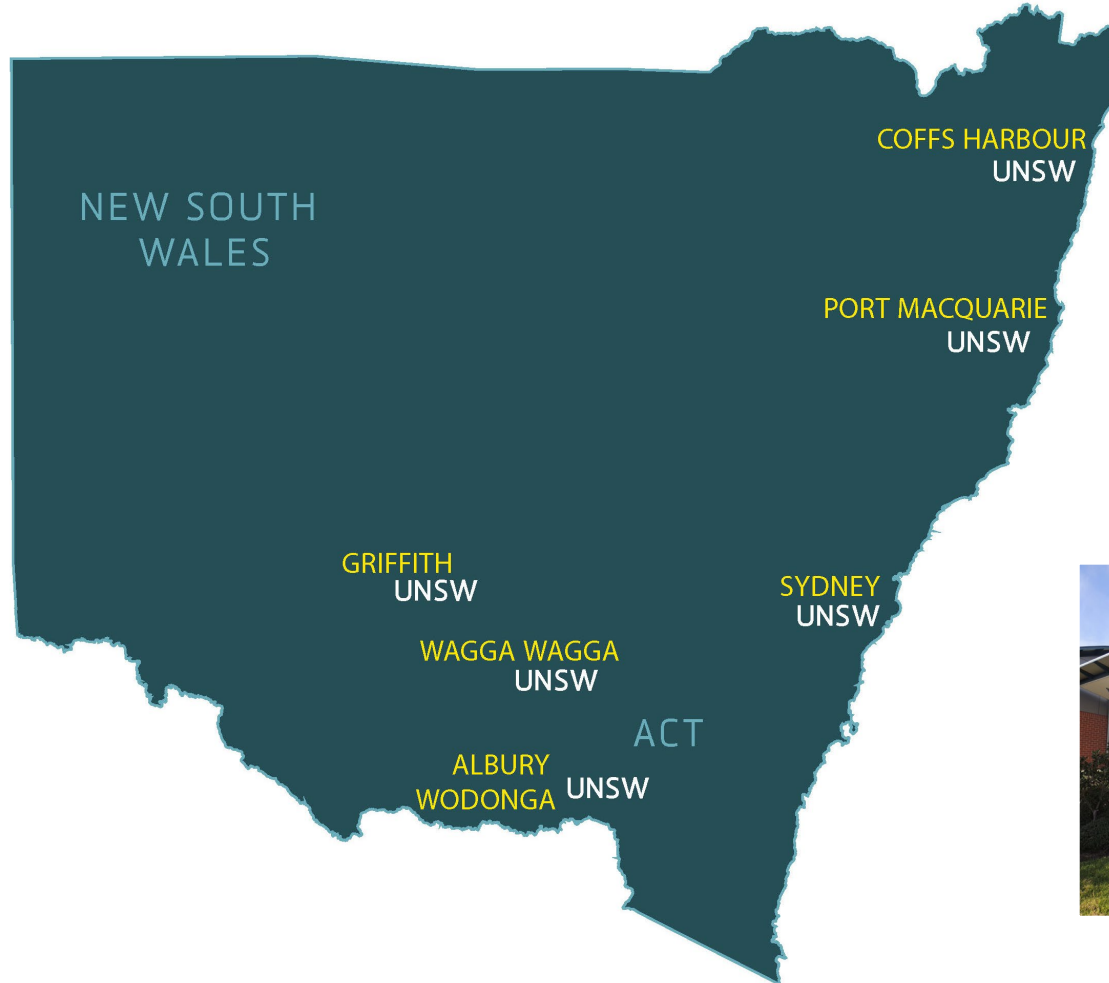 COFFS HARBOUR
UNSW
NEW SOUTH
WALES
PORT MACQUARIE
UNSW
GRIFFITH
UNSW
SYDNEY
UNSW
WAGGA WAGGA
UNSW
ACT
ALBURY
WODONGA
UNSW